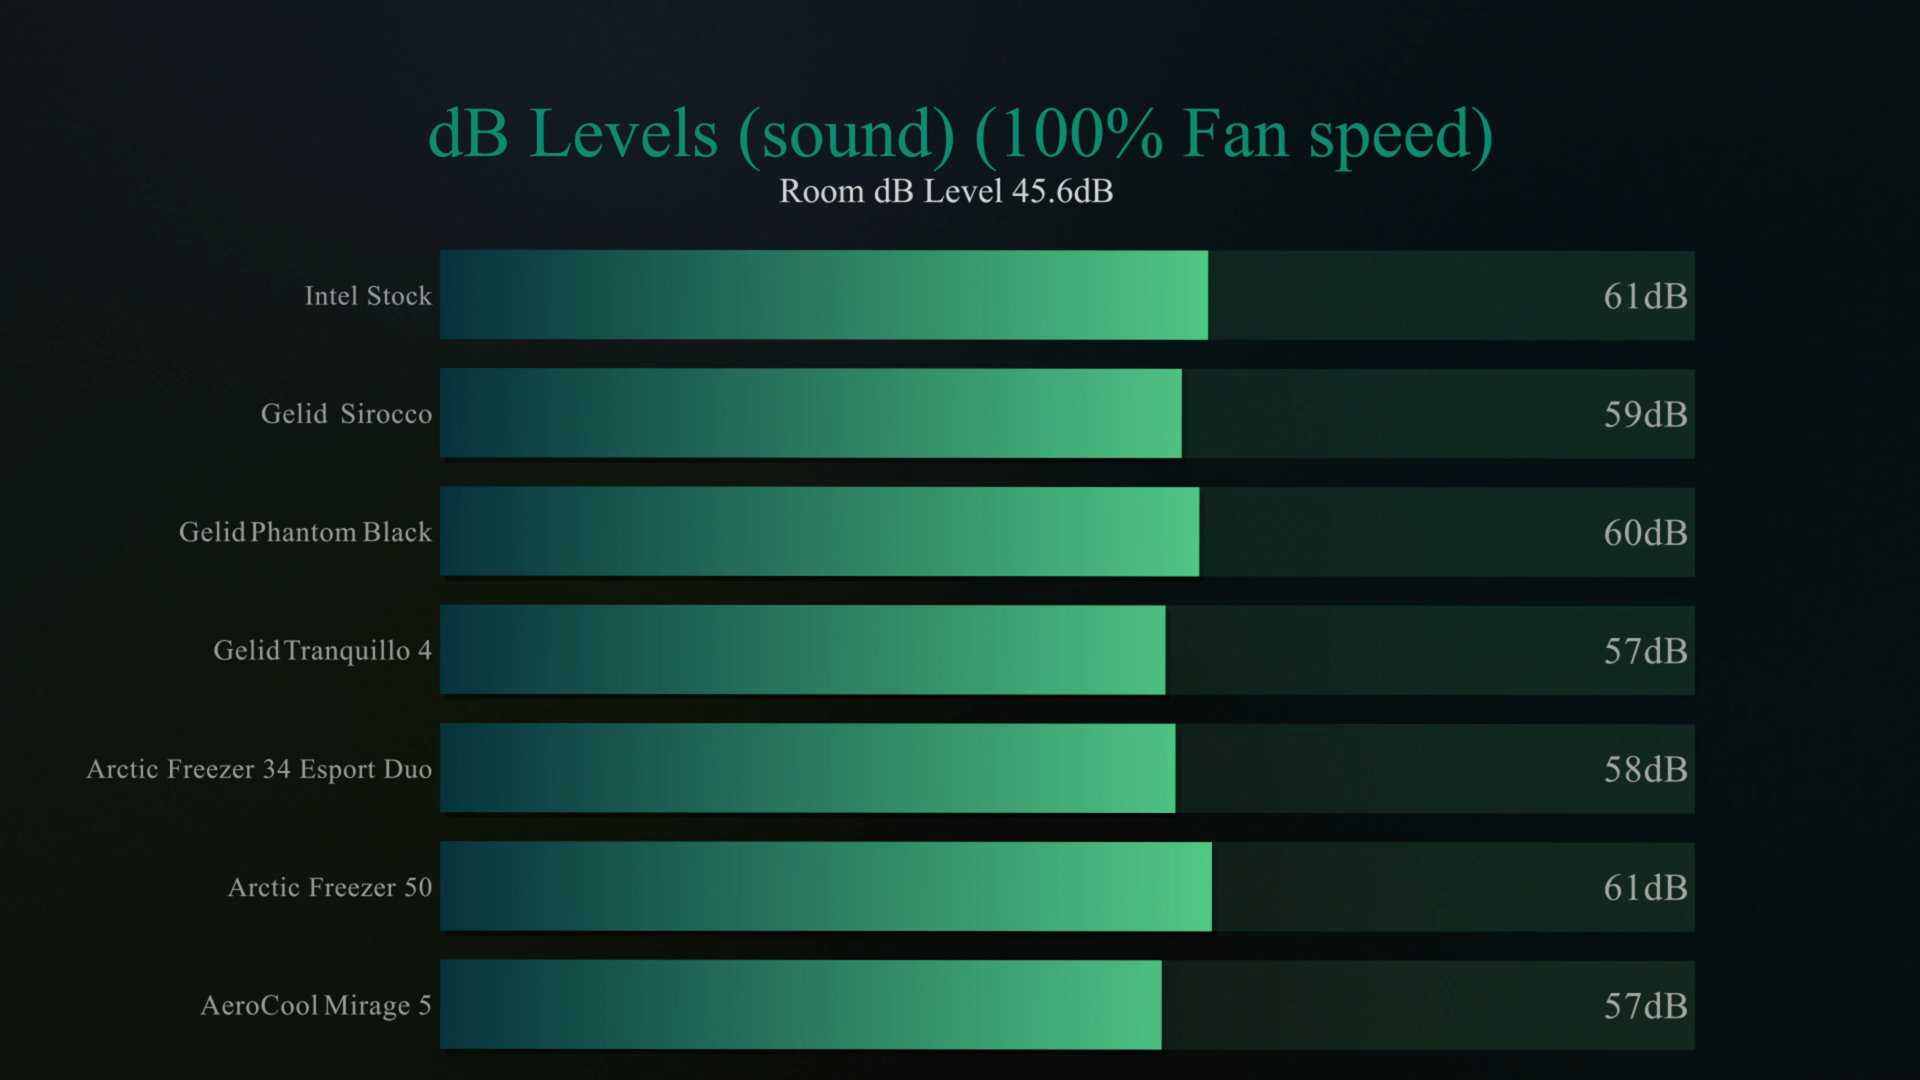 dB Levels (sound) (100% Fan speed)
Room dB Level 45.6dB
Intel Stock 61dB
Gelid Sirocco 59dB
Gelid Phantom Black 60dB
Gelid Tranquillo 4 57dB
Arctic Freezer 34 Esport Duo 58dB
Arctic Freezer 50 61dB
AeroCool Mirage 5 57dB